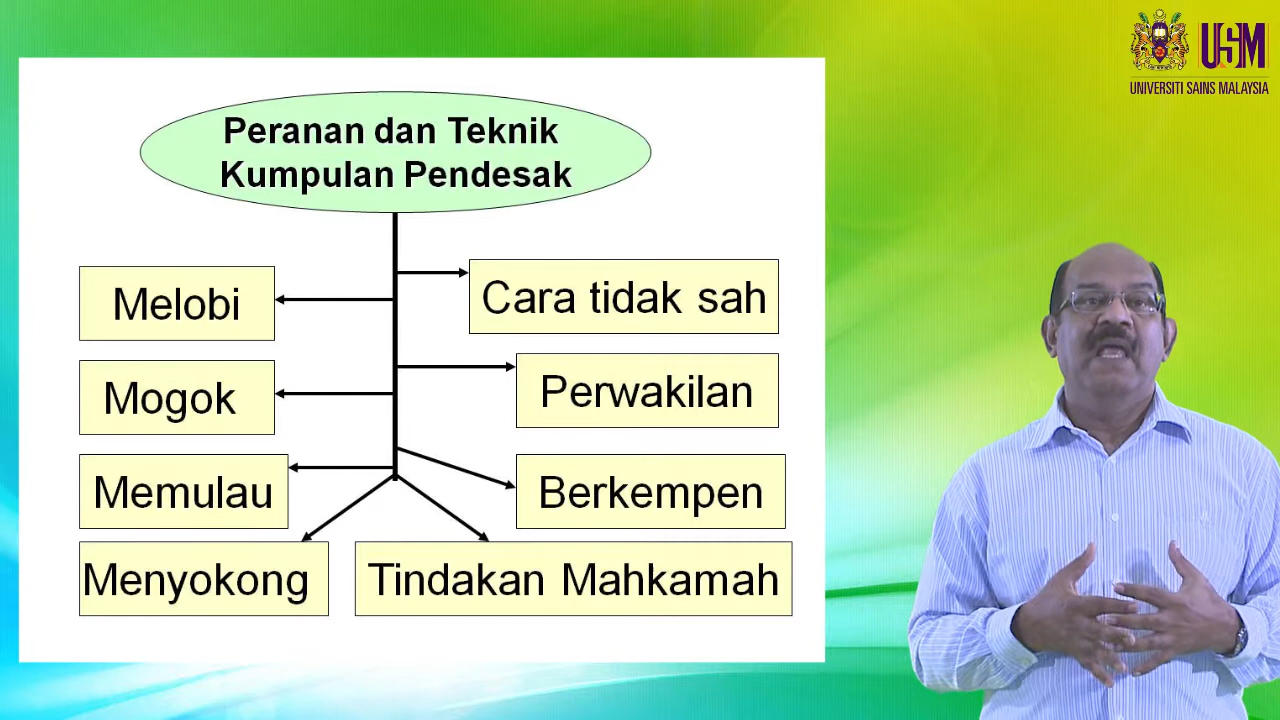 USM
UNIVERSITI SAINS MALAYSIA
Peranan dan Teknik
Kumpulan Pendesak
Melobi
Cara tidak sah
Mogok
Perwakilan
Memulau
Berkempen
Menyokong
Tindakan Mahkamah